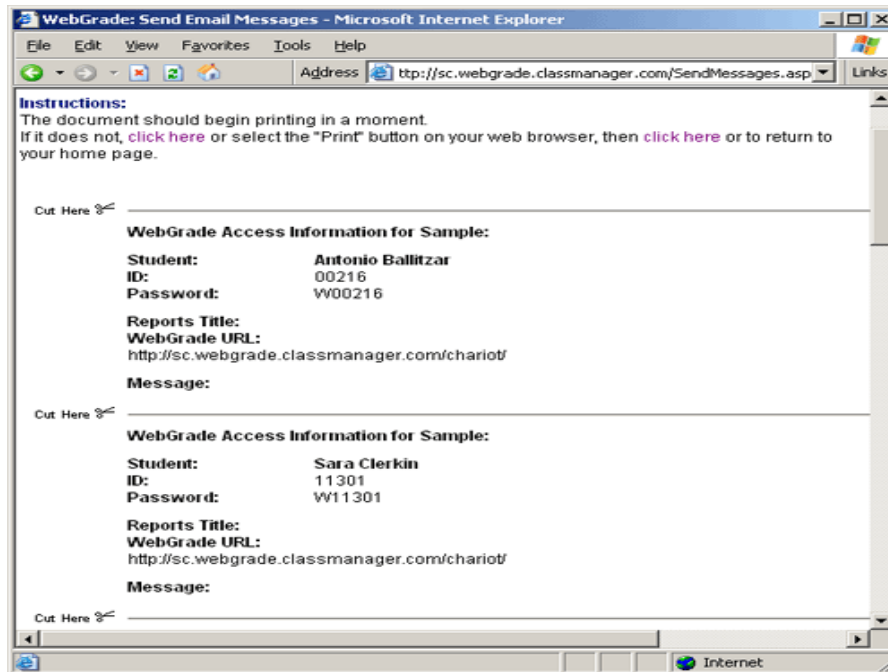 WebGrade: Send Email Messages - Microsoft Internet Explorer
File Edit View Favorites Tools Help
Address ttp://sc.webgrade.classmanager.com/SendMessages.asp Links
Instructions:
The document should begin printing in a moment.
If it does not, click here or select the "Print" button on your web browser, then click here or to return to
your home page.
Cut Here
WebGrade Access Information for Sample:
Student: Antonio Ballitzar
ID: 00216
Password: W00216
Reports Title:
WebGrade URL:
http://sc.webgrade.classmanager.com/chariot/
Message:
Cut Here
WebGrade Access Information for Sample:
Student: Sara Clerkin
ID: 11301
Password: W11301
Reports Title:
WebGrade URL:
http://sc.webgrade.classmanager.com/chariot/
Message:
Cut Here
Internet